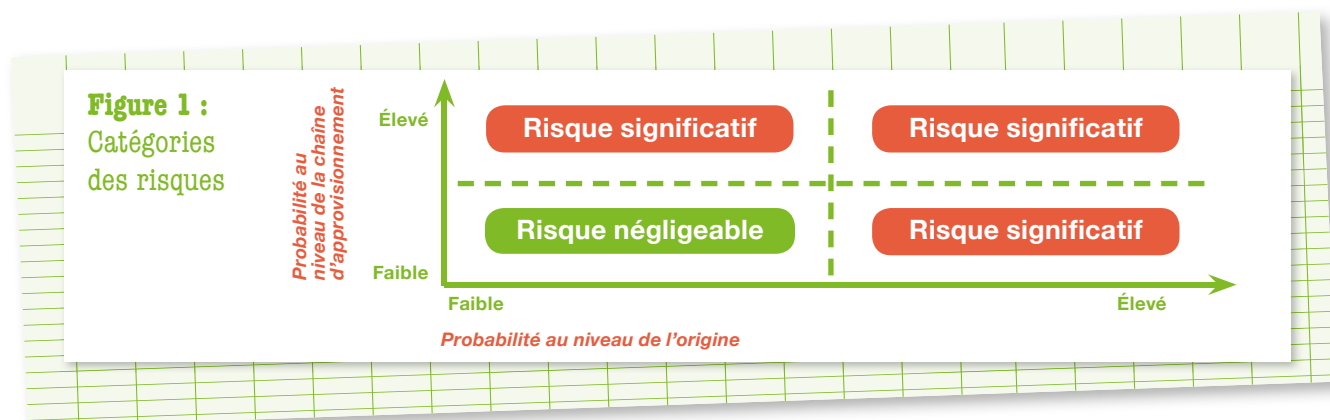 Figure 1 :
Catégories
des risques
Probabilité au
niveau de la chaîne
d'approvisionnement
Élevé
Risque significatif
Risque significatif
Risque négligeable
Risque significatif
Faible
Faible
Élevé
Probabilité au niveau de l'origine